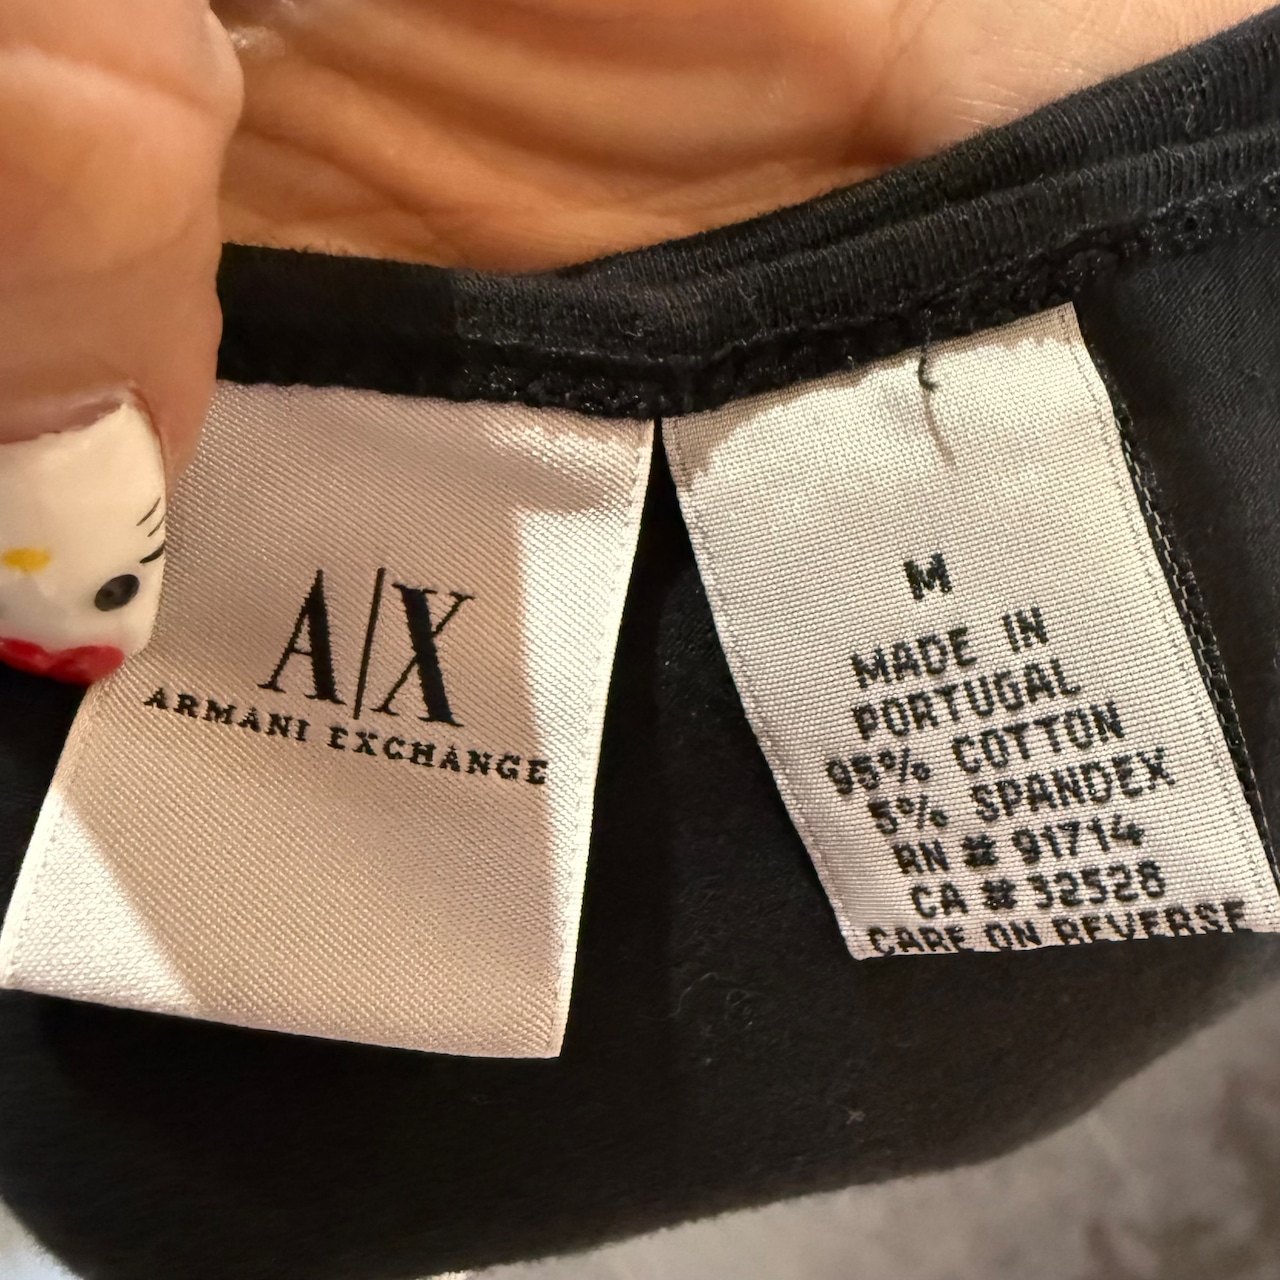 A|X
ARMANI EXCHANGE
M
MADE IN
PORTUGAL
95% COTTON
5% SPANDEX
RN # 91714
CA # 32528
CARE ON REVERSE